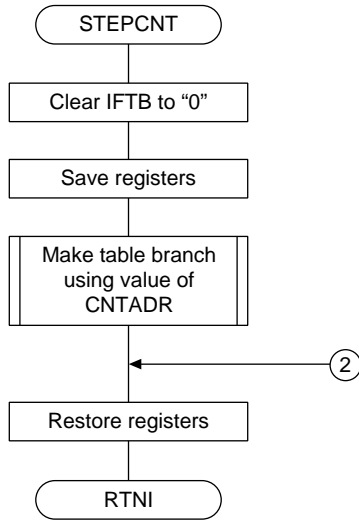 STEPCNT
Clear IFTB to “0”
Save registers
Make table branch
using value of
CNTADR
2
Restore registers
RTNI